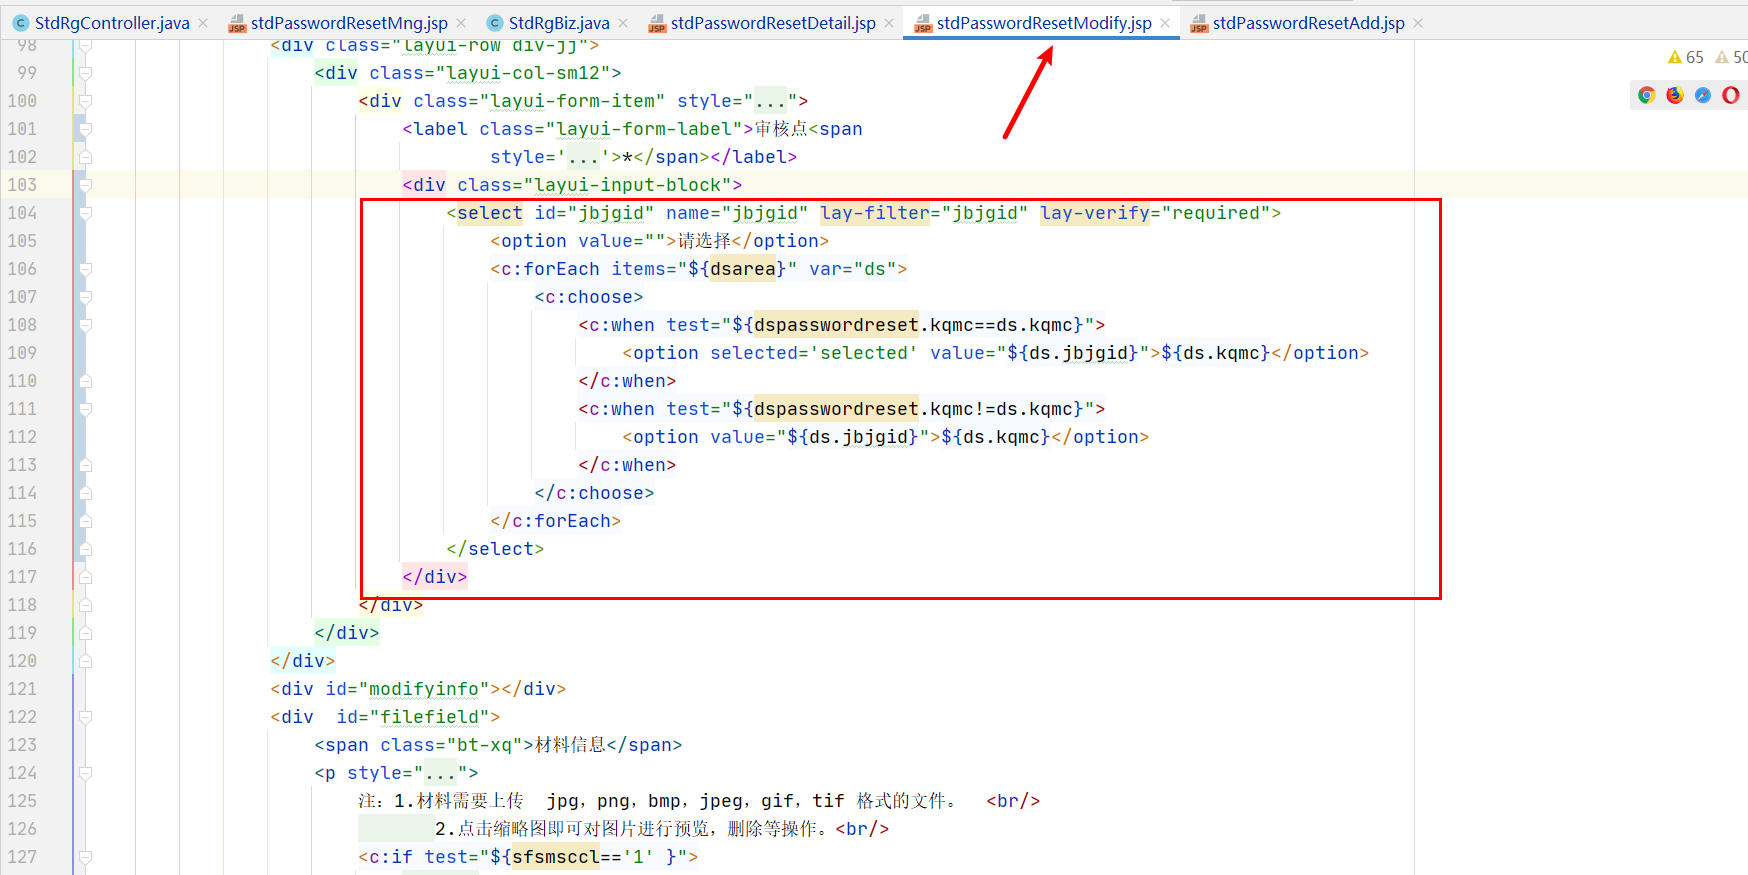 StdRgController.java stdPasswordResetMng.jsp StdRgBiz.java stdPasswordResetDetail.jsp stdPasswordResetModify.jsp stdPasswordResetAdd.jsp
98 <div class="layui-row div-jj">
65 50
99 <div class="layui-col-sm12">
100 <div class="layui-form-item" style="...">
101 <label class="layui-form-label">审核点<span
102 style='...'>*</span></label>
103 <div class="layui-input-block">
104 <select id="jbjgid" name="jbjgid" lay-filter="jbjgid" lay-verify="required">
105 <option value="">请选择</option>
106 <c:forEach items="${dsarea}" var="ds">
107 <c:choose>
108 <c:when test="${dspasswordreset.kqmc==ds.kqmc}">
109 <option selected='selected' value="${ds.jbjgid}">${ds.kqmc}</option>
110 </c:when>
111 <c:when test="${dspasswordreset.kqmc!=ds.kqmc}">
112 <option value="${ds.jbjgid}">${ds.kqmc}</option>
113 </c:when>
114 </c:choose>
115 </c:forEach>
116 </select>
117 </div>
118 </div>
119 </div>
120 </div>
121 <div id="modifyinfo"></div>
122 <div  id="filefield">
123 <span class="bt-xq">材料信息</span>
124 <p style="...">
125 注：1.材料需要上传  jpg，png，bmp，jpeg，gif，tif 格式的文件。  <br/>
126 2.点击缩略图即可对图片进行预览，删除等操作。<br/>
127 <c:if test="${sfsmsccl=='1' }">